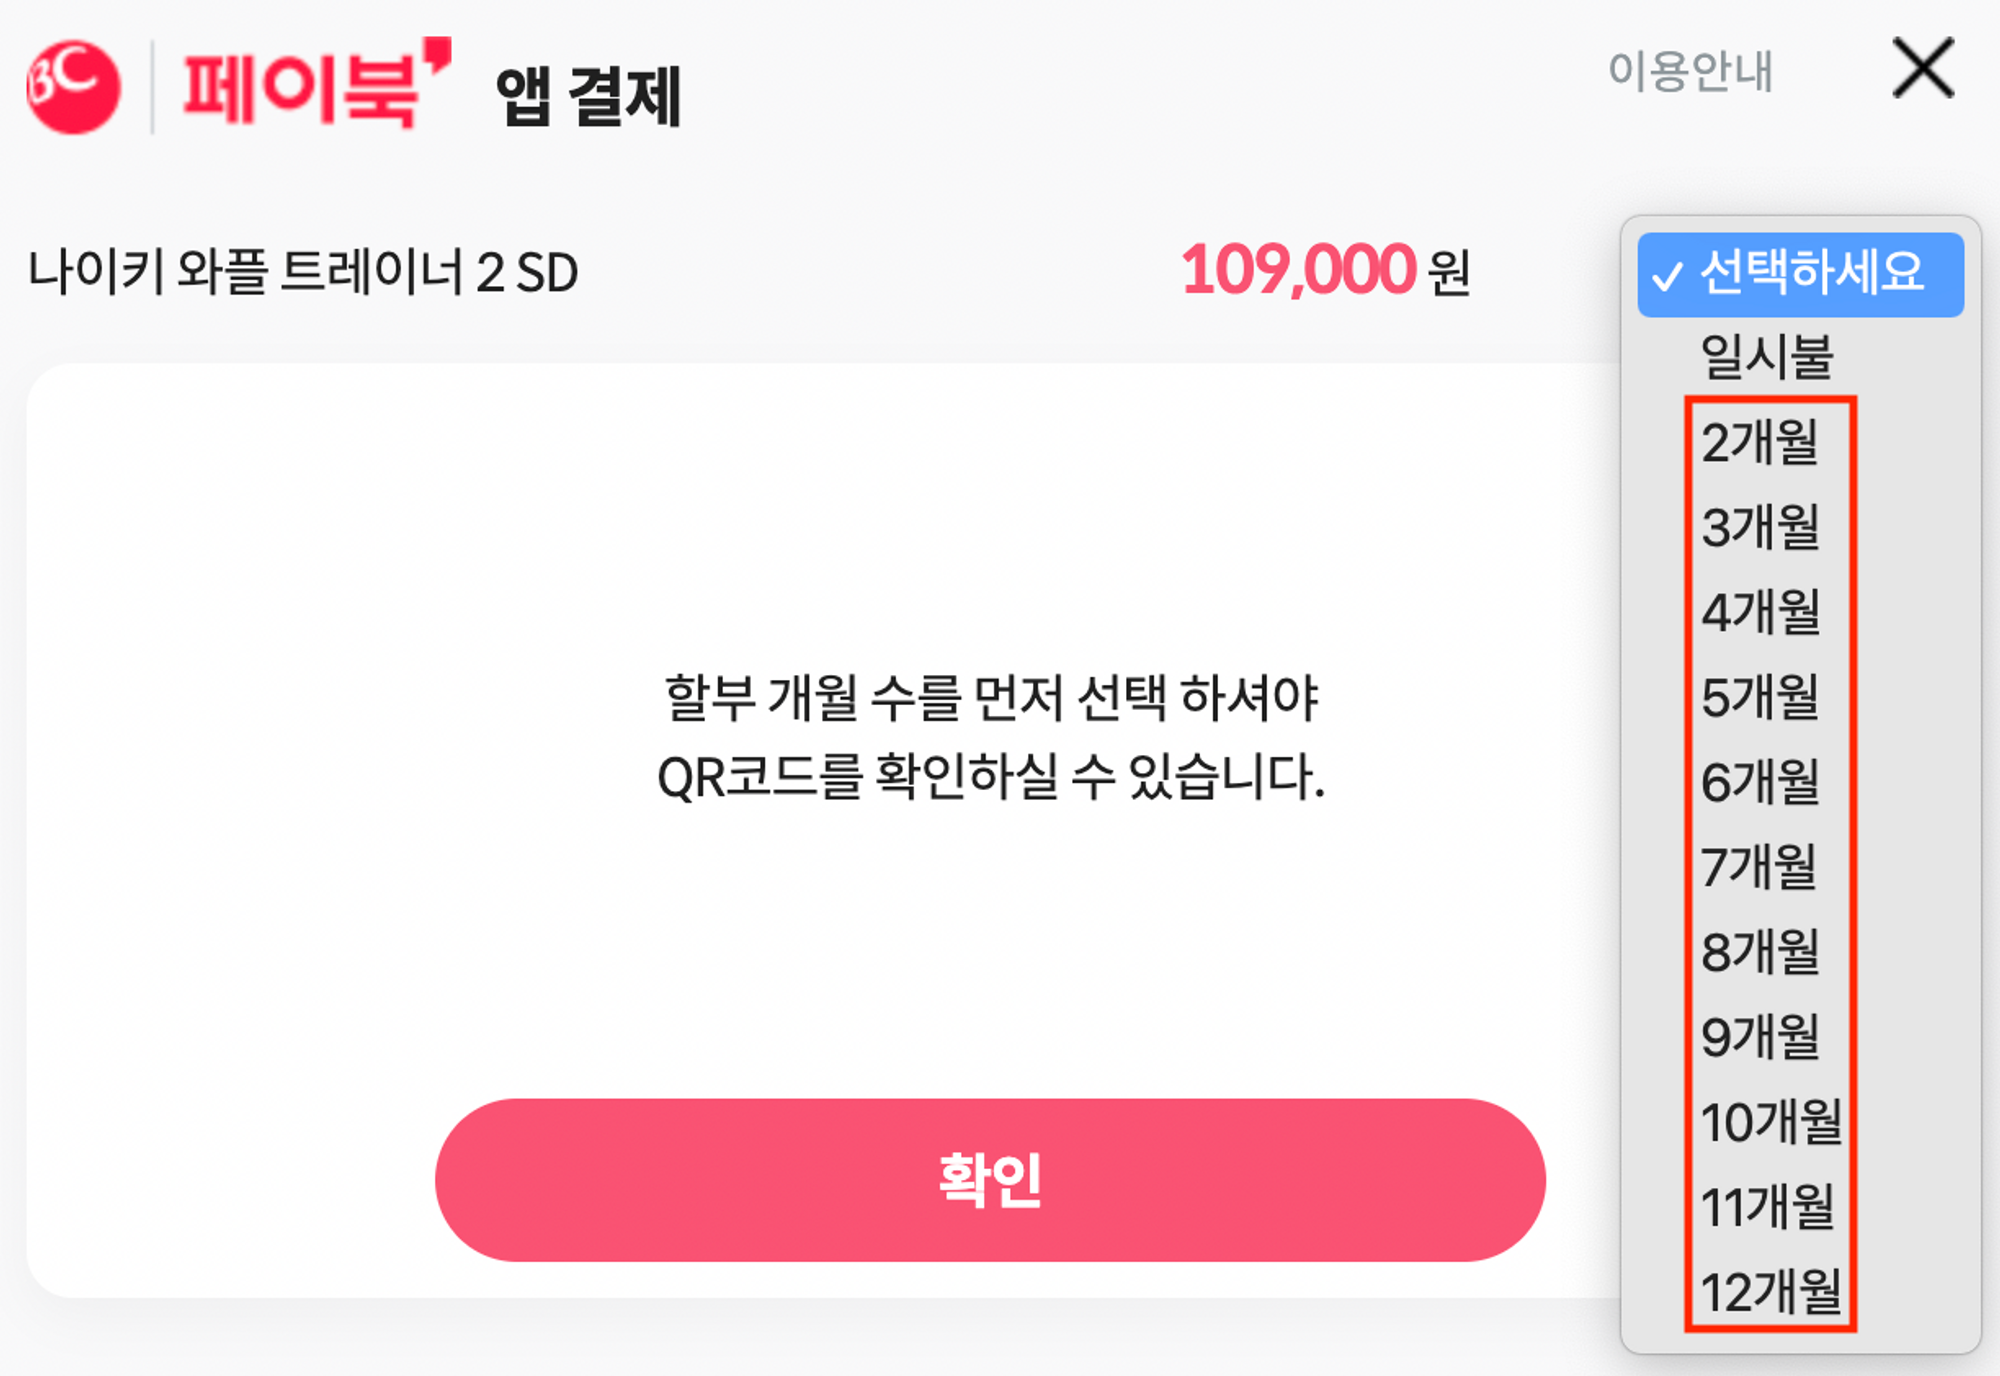 BC 페이북 앱 결제 이용안내
나이키 와플 트레이너 2 SD 109,000 원
✓ 선택하세요
일시불
2개월
3개월
4개월
5개월
6개월
7개월
8개월
9개월
10개월
11개월
12개월
할부 개월 수를 먼저 선택 하셔야
QR코드를 확인하실 수 있습니다.
확인